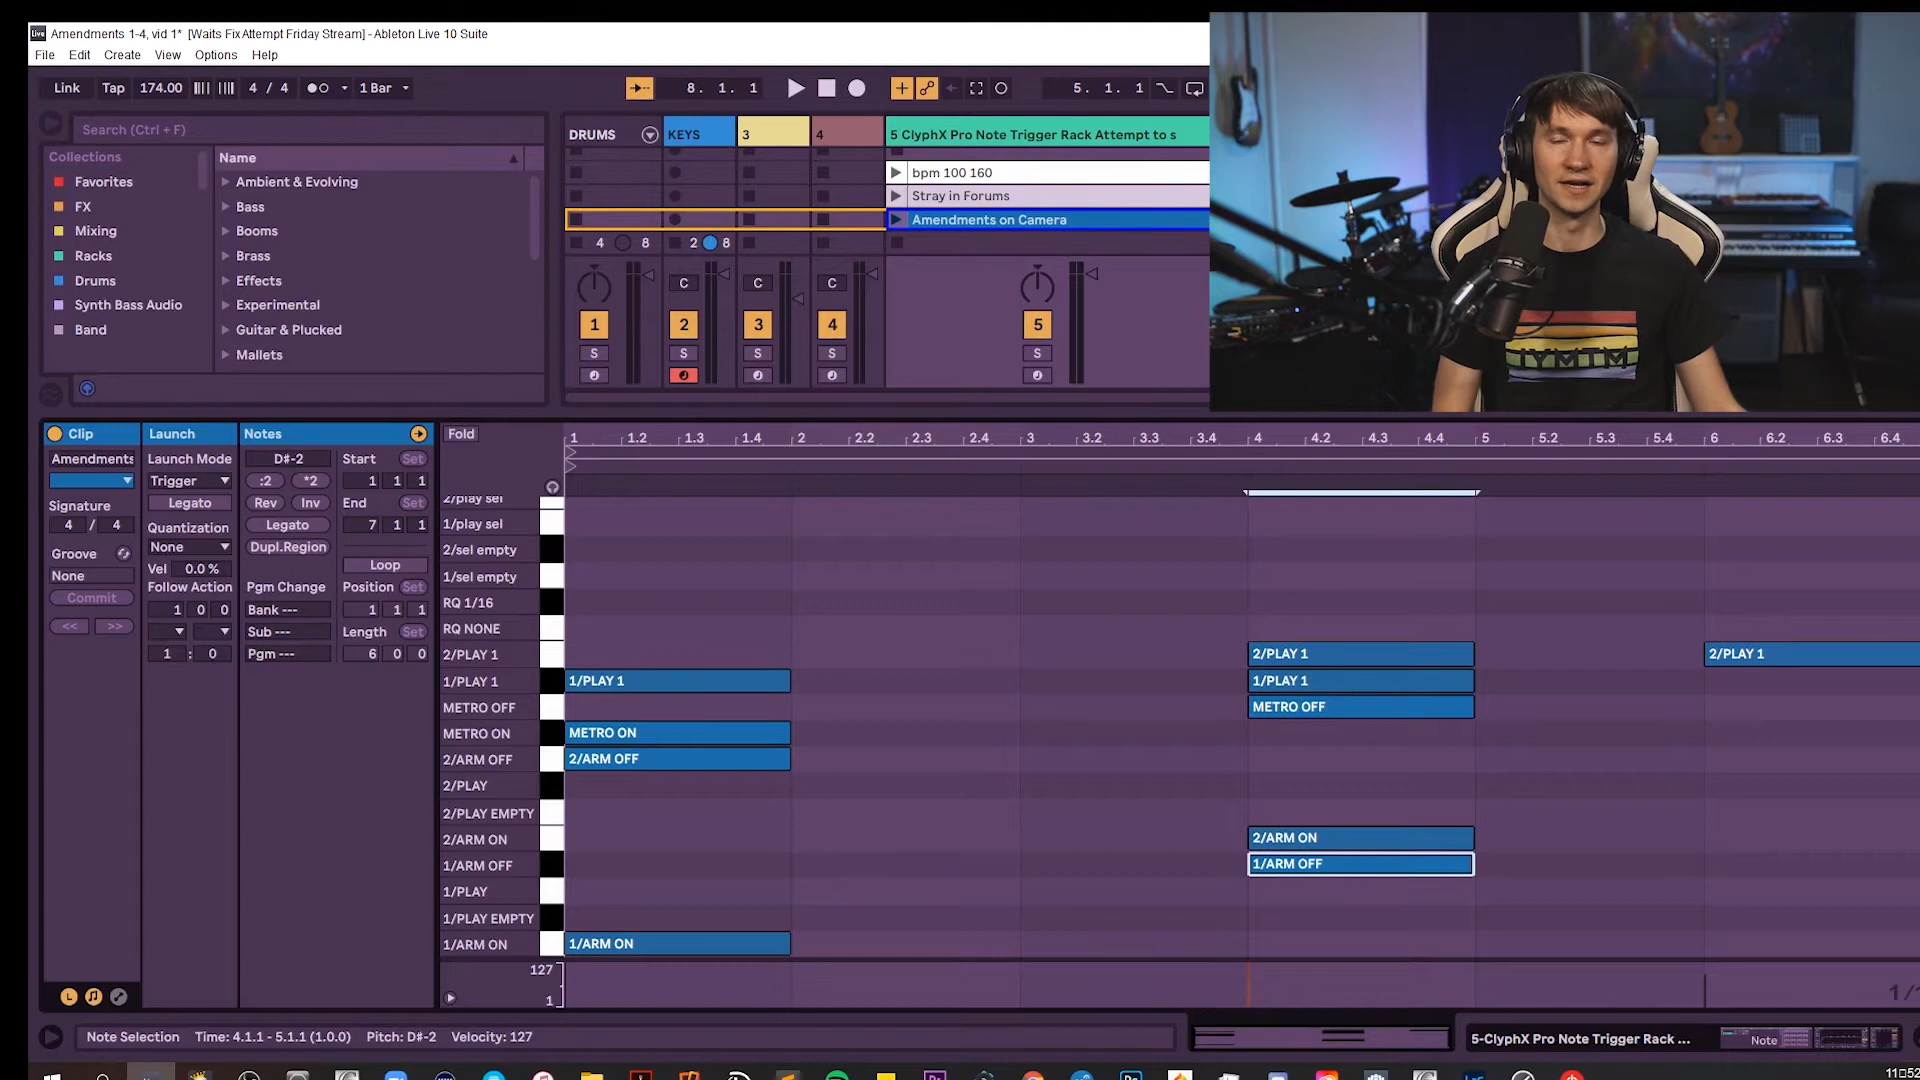 Live Amendments 1-4, vid 1* [Waits Fix Attempt Friday Stream] - Ableton Live 10 Suite
File Edit Create View Options Help
Link Tap 174.00 4 / 4 1 Bar 8. 1. 1 5. 1. 1
Search (Ctrl + F)
Collections
Favorites
FX
Mixing
Racks
Drums
Synth Bass Audio
Band
Name
Ambient & Evolving
Bass
Booms
Brass
Effects
Experimental
Guitar & Plucked
Mallets
DRUMS KEYS 3 4 5 ClyphX Pro Note Trigger Rack Attempt to s
bpm 100 160
Stray in Forums
Amendments on Camera
4 8 2 8
C C C
1 2 3 4 5
S S S S S
Clip
Amendments
Signature
4 / 4
Groove
None
Commit
<< >>
Launch
Launch Mode
Trigger
Legato
Quantization
None
Vel 0.0 %
Follow Action
1 0 0
1 : 0
Notes
D#-2
:2 *2
Rev Inv
Legato
Dupl.Region
Pgm Change
Bank ---
Sub ---
Pgm ---
Start Set
1 1 1
End Set
7 1 1
Loop
Position Set
1 1 1
Length Set
6 0 0
Fold
1 1.2 1.3 1.4 2 2.2 2.3 2.4 3 3.2 3.3 3.4 4 4.2 4.3 4.4 5 5.2 5.3 5.4 6 6.2 6.3 6.4
2/play sel
1/play sel
2/sel empty
1/sel empty
RQ 1/16
RQ NONE
2/PLAY 1 2/PLAY 1 2/PLAY 1
1/PLAY 1 1/PLAY 1 1/PLAY 1
METRO OFF METRO OFF
METRO ON METRO ON
2/ARM OFF 2/ARM OFF
2/PLAY
2/PLAY EMPTY
2/ARM ON 2/ARM ON
1/ARM OFF 1/ARM OFF
1/PLAY
1/PLAY EMPTY
1/ARM ON 1/ARM ON
127
1
Note Selection Time: 4.1.1 - 5.1.1 (1.0.0) Pitch: D#-2 Velocity: 127
5-ClyphX Pro Note Trigger Rack ... Note